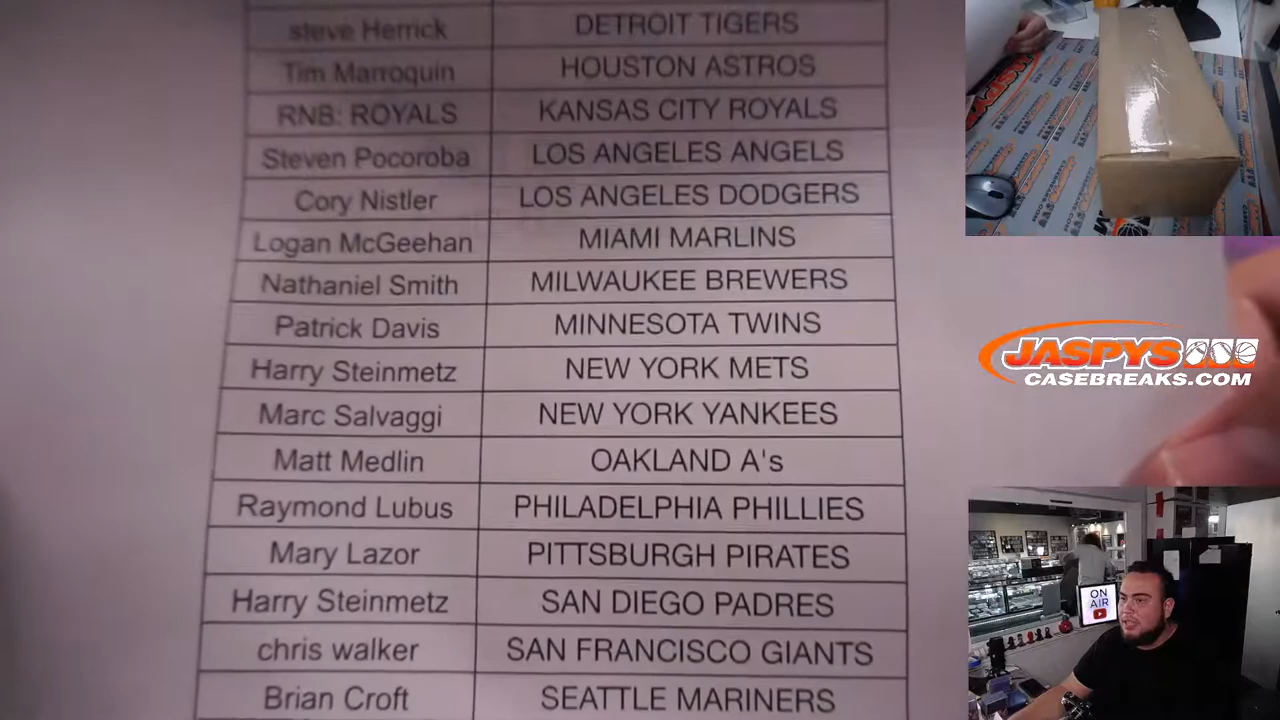 steve Herrick DETROIT TIGERS
Tim Marroquin HOUSTON ASTROS
RNB: ROYALS KANSAS CITY ROYALS
Steven Pocoroba LOS ANGELES ANGELS
Cory Nistler LOS ANGELES DODGERS
Logan McGeehan MIAMI MARLINS
Nathaniel Smith MILWAUKEE BREWERS
Patrick Davis MINNESOTA TWINS
Harry Steinmetz NEW YORK METS
Marc Salvaggi NEW YORK YANKEES
Matt Medlin OAKLAND A's
Raymond Lubus PHILADELPHIA PHILLIES
Mary Lazor PITTSBURGH PIRATES
Harry Steinmetz SAN DIEGO PADRES
chris walker SAN FRANCISCO GIANTS
Brian Croft SEATTLE MARINERS
JASPYS
CASEBREAKS.COM
ON
AIR